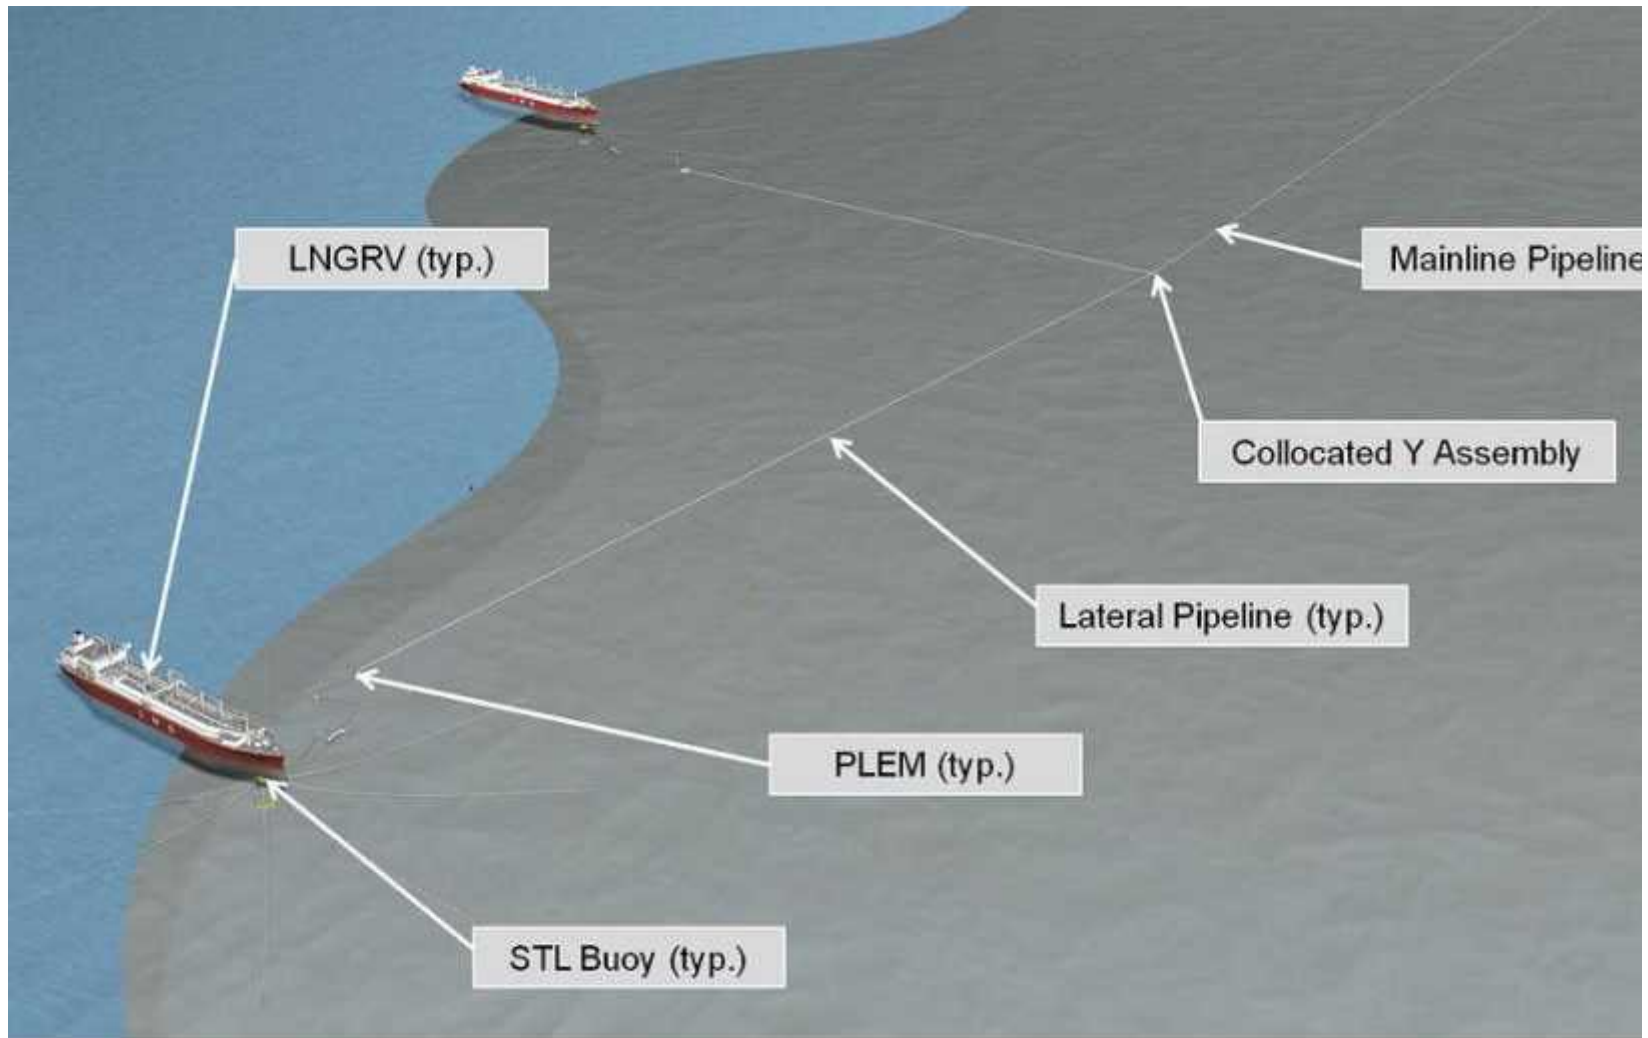 LNGRV (typ.)
Mainline Pipeline
Collocated Y Assembly
Lateral Pipeline (typ.)
PLEM (typ.)
STL Buoy (typ.)